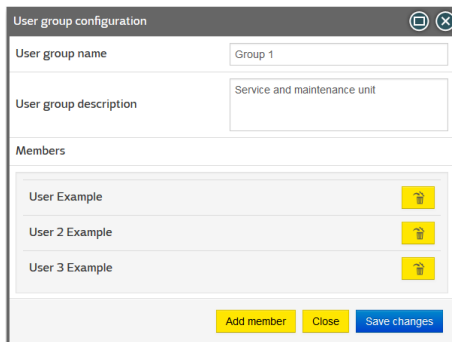 User group configuration
User group name
Group 1
User group description
Service and maintenance unit
Members
User Example
User 2 Example
User 3 Example
Add member
Close
Save changes